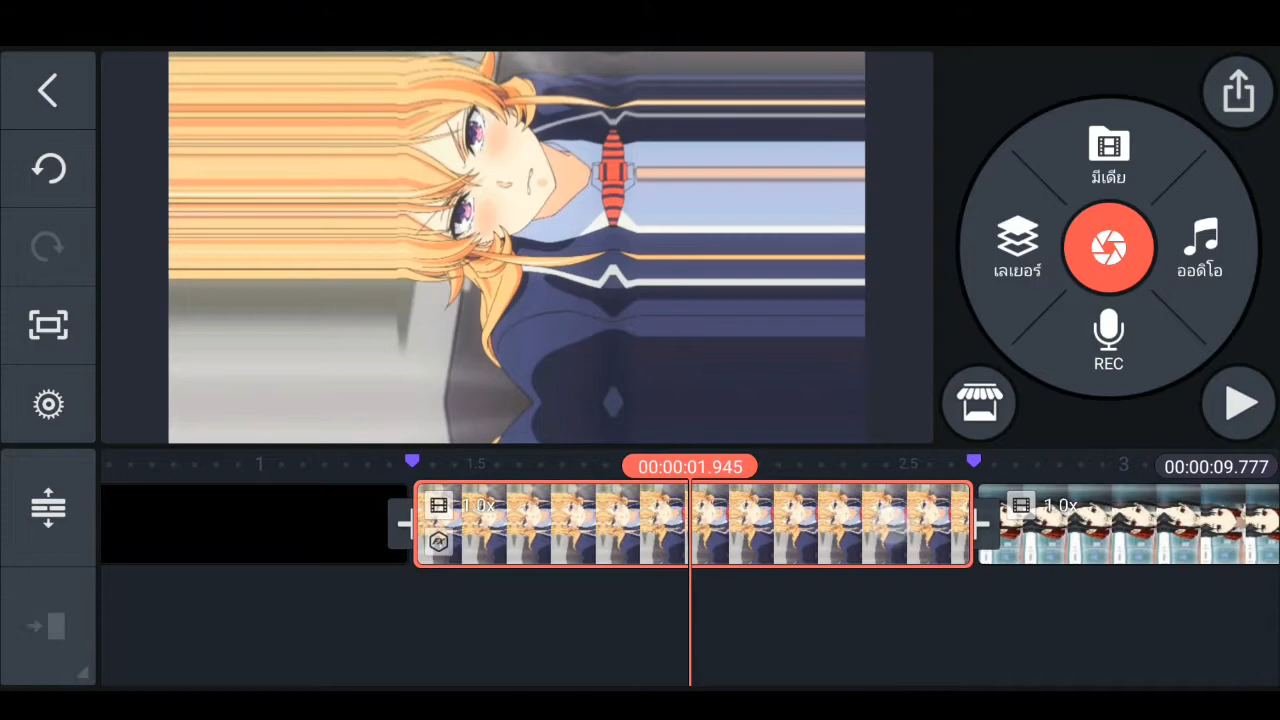 มีเดีย
เลเยอร์
ออดิโอ
REC
1
1.5
00:00:01.945
2.5
3
00:00:09.777
1.0x
1.0x
FX